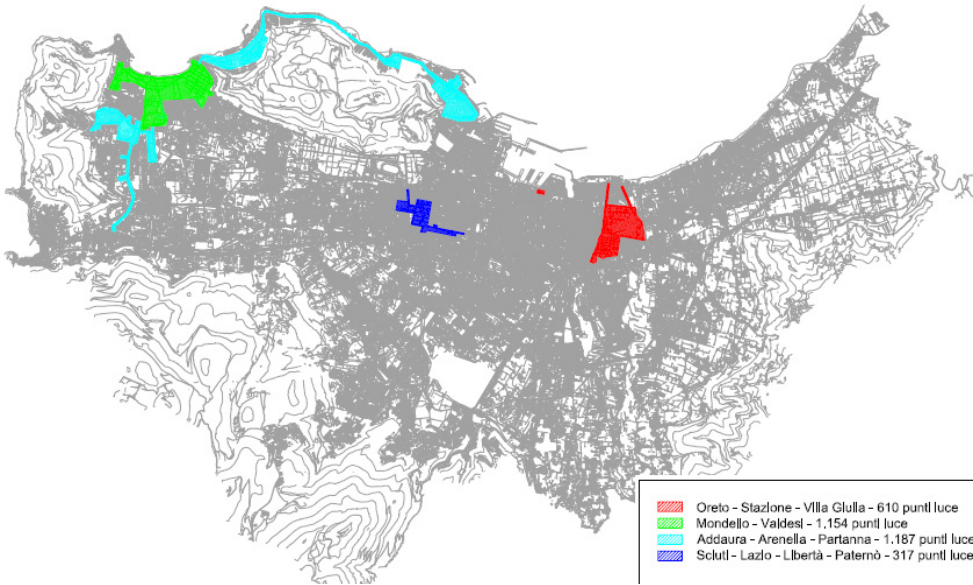 Oreto - Stazione - Villa Giulia - 610 punti luce
Mondello - Valdesi - 1.154 punti luce
Addaura - Arenella - Partanna - 1.187 punti luce
Sciuti - Lazio - Libertà - Paternò - 317 punti luce